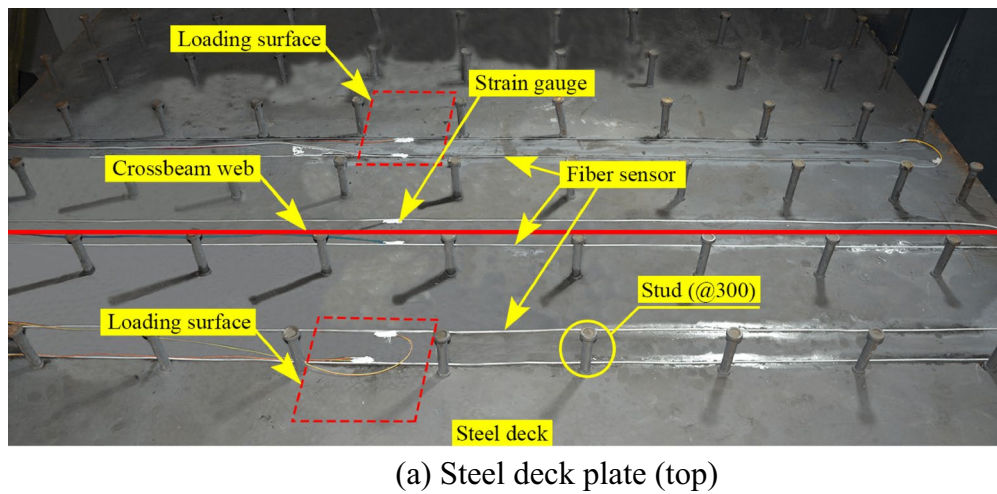 Loading surface
Strain gauge
Crossbeam web
Fiber sensor
Stud (@300)
Loading surface
Steel deck
(a) Steel deck plate (top)